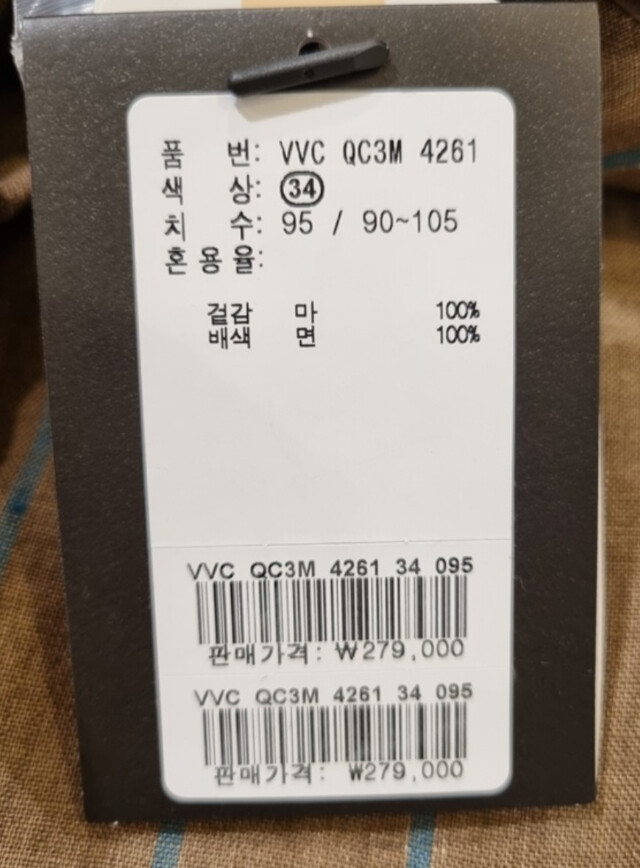 품 번: VVC QC3M 4261
색 상: 34
치 수: 95 / 90~105
혼용율:
겉감 마 100%
배색 면 100%
VVC QC3M 4261 34 095
판매가격: ₩279,000
VVC QC3M 4261 34 095
판매가격: ₩279,000